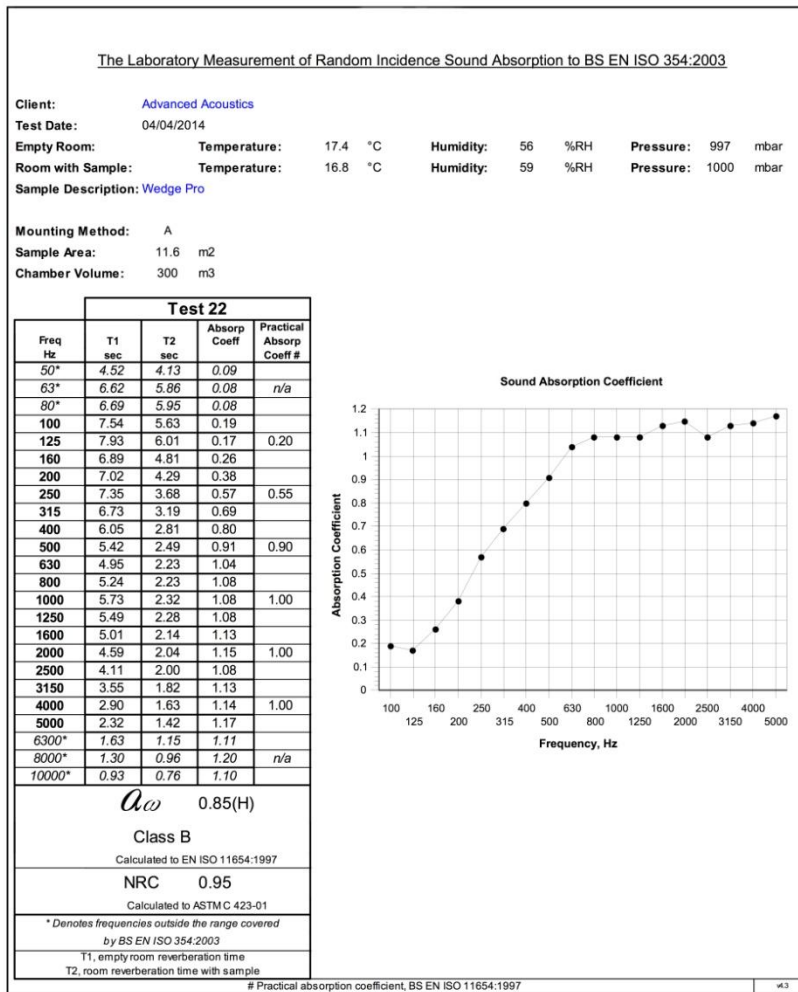 The Laboratory Measurement of Random Incidence Sound Absorption to BS EN ISO 354:2003
Client: Advanced Acoustics
Test Date: 04/04/2014
Empty Room: Temperature: 17.4 °C Humidity: 56 %RH Pressure: 997 mbar
Room with Sample: Temperature: 16.8 °C Humidity: 59 %RH Pressure: 1000 mbar
Sample Description: Wedge Pro
Mounting Method: A
Sample Area: 11.6 m2
Chamber Volume: 300 m3
Test 22
Freq Hz T1 sec T2 sec Absorp Coeff Practical Absorp Coeff #
50* 4.52 4.13 0.09
63* 6.62 5.86 0.08 n/a
80* 6.69 5.95 0.08
100 7.54 5.63 0.19
125 7.93 6.01 0.17 0.20
160 6.89 4.81 0.26
200 7.02 4.29 0.38
250 7.35 3.68 0.57 0.55
315 6.73 3.19 0.69
400 6.05 2.81 0.80
500 5.42 2.49 0.91 0.90
630 4.95 2.23 1.04
800 5.24 2.23 1.08
1000 5.73 2.32 1.08 1.00
1250 5.49 2.28 1.08
1600 5.01 2.14 1.13
2000 4.59 2.04 1.15 1.00
2500 4.11 2.00 1.08
3150 3.55 1.82 1.13
4000 2.90 1.63 1.14 1.00
5000 2.32 1.42 1.17
6300* 1.63 1.15 1.11
8000* 1.30 0.96 1.20 n/a
10000* 0.93 0.76 1.10
αω 0.85(H)
Class B
Calculated to EN ISO 11654:1997
NRC 0.95
Calculated to ASTM C 423-01
* Denotes frequencies outside the range covered
by BS EN ISO 354:2003
T1, empty room reverberation time
T2, room reverberation time with sample
Sound Absorption Coefficient
Absorption Coefficient
1.2
1.1
1
0.9
0.8
0.7
0.6
0.5
0.4
0.3
0.2
0.1
0
100 160 250 400 630 1000 1600 2500 4000
125 200 315 500 800 1250 2000 3150 5000
Frequency, Hz
# Practical absorption coefficient, BS EN ISO 11654:1997
v4.3